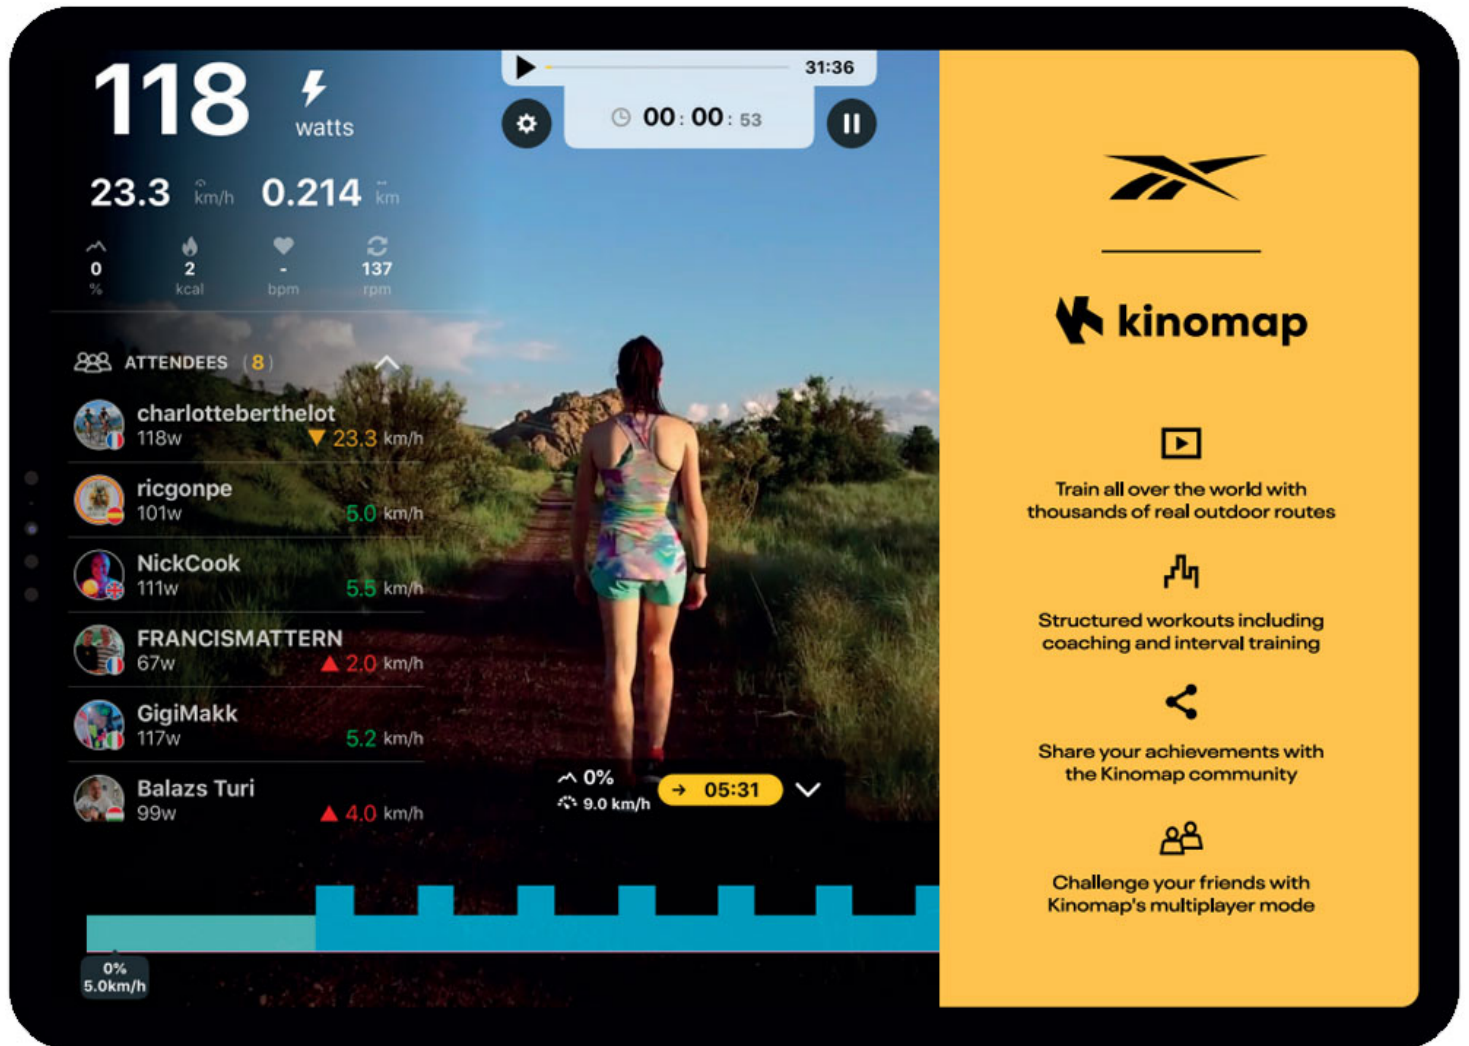 118
watts
23.3 km/h 0.214 km
0 2 - 137
% kcal bpm rpm
ATTENDEES (8)
charlotteberthelot
118w ▼ 23.3 km/h
ricgonpe
101w 5.0 km/h
NickCook
111w 5.5 km/h
FRANCISMATTERN
67w ▲ 2.0 km/h
GigiMakk
117w 5.2 km/h
Balazs Turi
99w ▲ 4.0 km/h
0%
5.0km/h
31:36
00 : 00 : 53
0%
9.0 km/h
→ 05:31
kinomap
Train all over the world with
thousands of real outdoor routes
Structured workouts including
coaching and interval training
Share your achievements with
the Kinomap community
Challenge your friends with
Kinomap's multiplayer mode